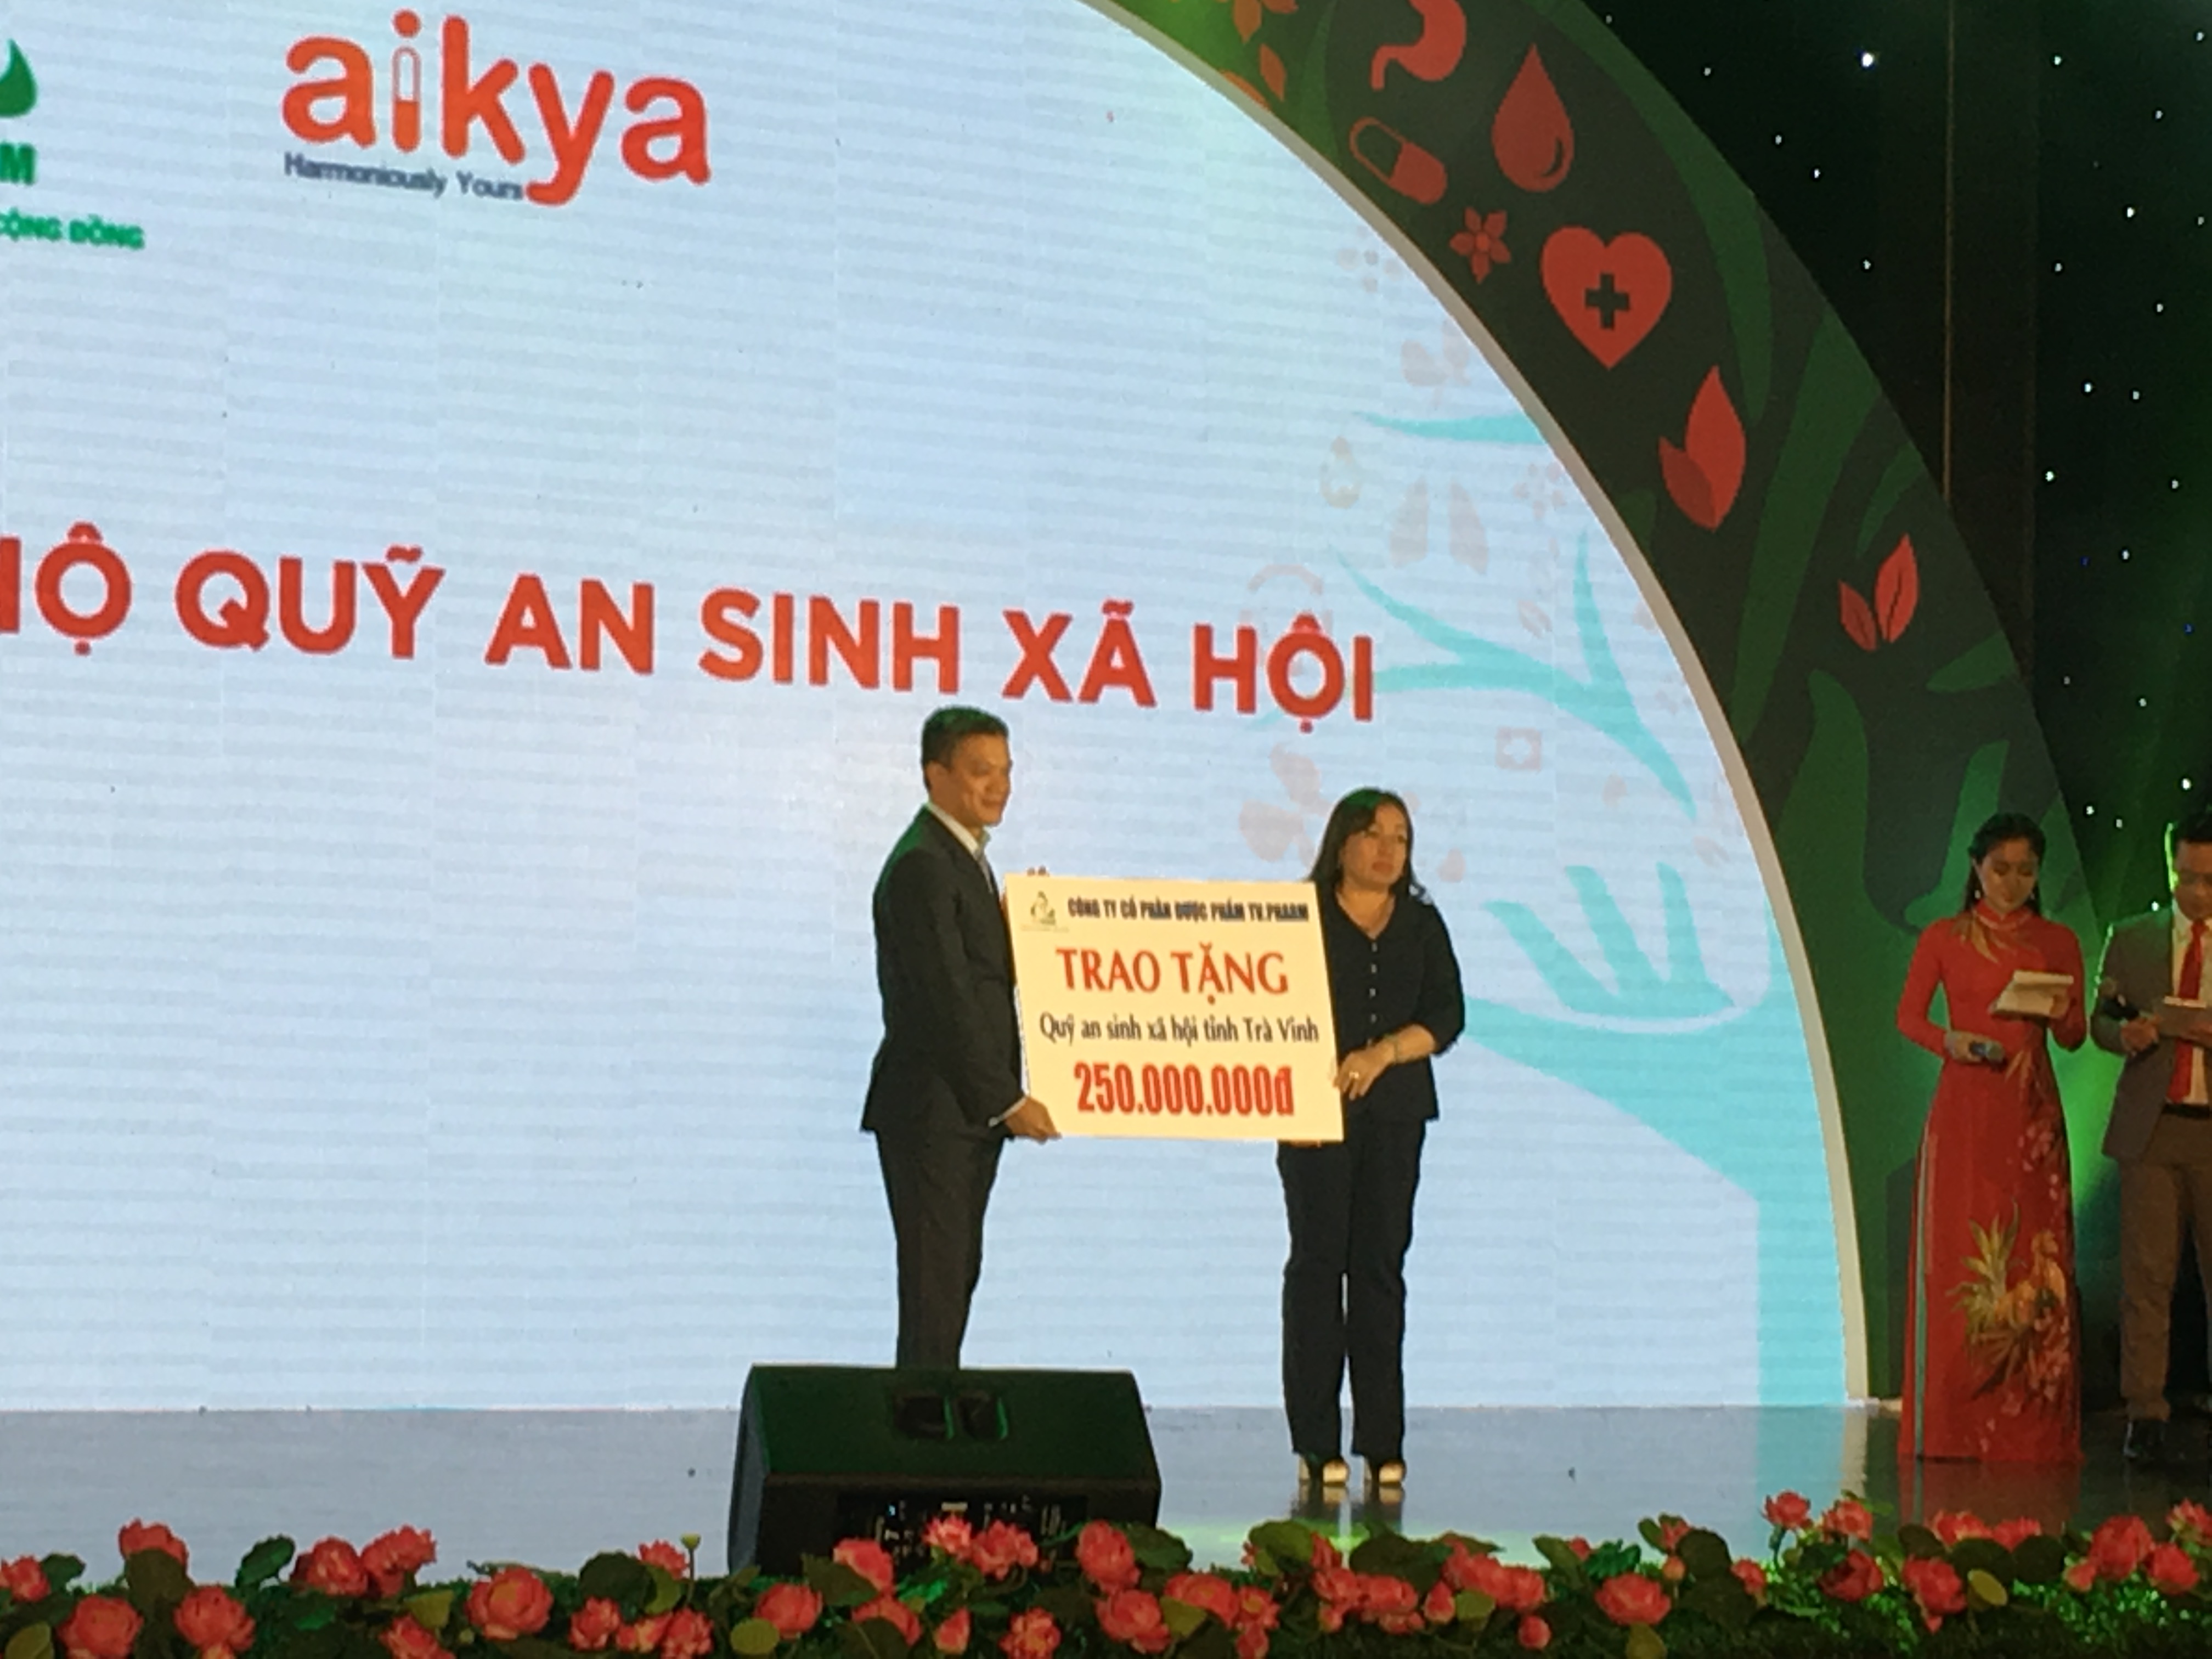 aikya
Harmoniously Yours
M
CỘNG ĐỒNG
HỘ QUỸ AN SINH XÃ HỘI
CÔNG TY CỔ PHẦN DƯỢC PHẨM TV.PHARM
TRAO TẶNG
Quỹ an sinh xã hội tỉnh Trà Vinh
250.000.000đ